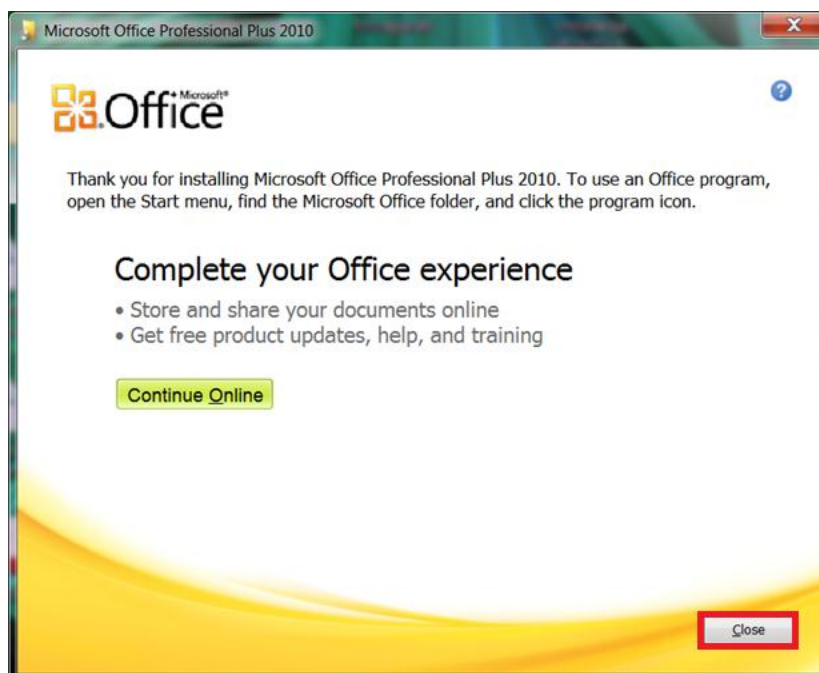 Microsoft Office Professional Plus 2010
Microsoft®
Office
Thank you for installing Microsoft Office Professional Plus 2010. To use an Office program,
open the Start menu, find the Microsoft Office folder, and click the program icon.
Complete your Office experience
• Store and share your documents online
• Get free product updates, help, and training
Continue Online
Close